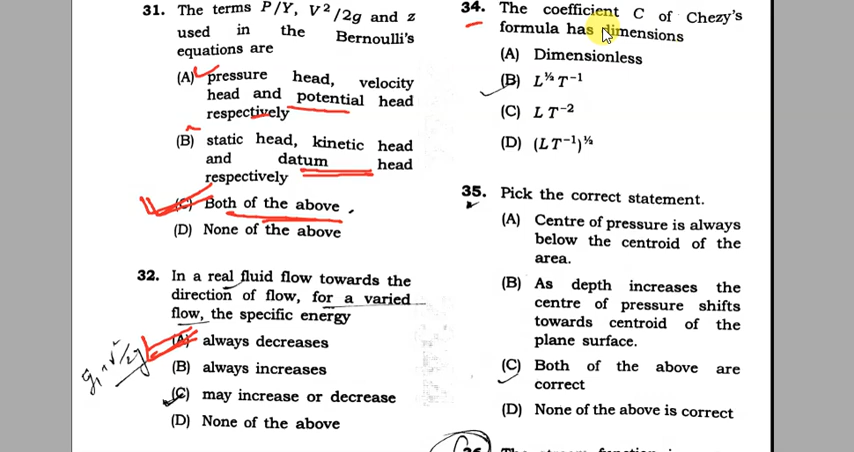 31. The terms P/Y, V²/2g and z
used in the Bernoulli's
equations are
(A) pressure head, velocity
head and potential head
respectively
(B) static head, kinetic head
and datum head
respectively
(C) Both of the above
(D) None of the above
32. In a real fluid flow towards the
direction of flow, for a varied
flow, the specific energy
(A) always decreases
(B) always increases
(C) may increase or decrease
(D) None of the above
34. The coefficient C of Chezy's
formula has dimensions
(A) Dimensionless
(B) L^½ T⁻¹
(C) L T⁻²
(D) (L T⁻¹)^½
35. Pick the correct statement.
(A) Centre of pressure is always
below the centroid of the
area.
(B) As depth increases the
centre of pressure shifts
towards centroid of the
plane surface.
(C) Both of the above are
correct
(D) None of the above is correct